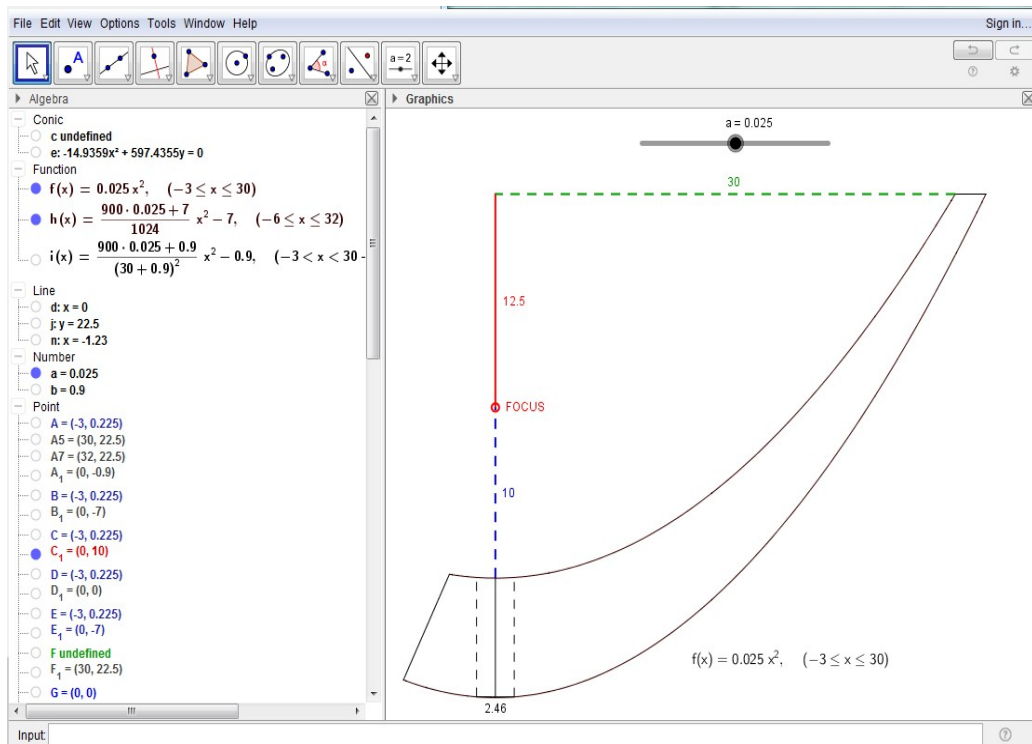 File Edit View Options Tools Window Help
Sign in...
A
α
a = 2
Algebra
Conic
c undefined
e: -14.9359x² + 597.4355y = 0
Function
f(x) = 0.025 x², (−3 ≤ x ≤ 30)
h(x) = (900 · 0.025 + 7)/1024 x² − 7, (−6 ≤ x ≤ 32)
i(x) = (900 · 0.025 + 0.9)/(30 + 0.9)² x² − 0.9, (−3 < x < 30 -
Line
d: x = 0
j: y = 22.5
n: x = -1.23
Number
a = 0.025
b = 0.9
Point
A = (-3, 0.225)
A5 = (30, 22.5)
A7 = (32, 22.5)
A₁ = (0, -0.9)
B = (-3, 0.225)
B₁ = (0, -7)
C = (-3, 0.225)
C₁ = (0, 10)
D = (-3, 0.225)
D₁ = (0, 0)
E = (-3, 0.225)
E₁ = (0, -7)
F undefined
F₁ = (30, 22.5)
G = (0, 0)
Graphics
a = 0.025
30
12.5
FOCUS
10
f(x) = 0.025 x², (−3 ≤ x ≤ 30)
2.46
Input: